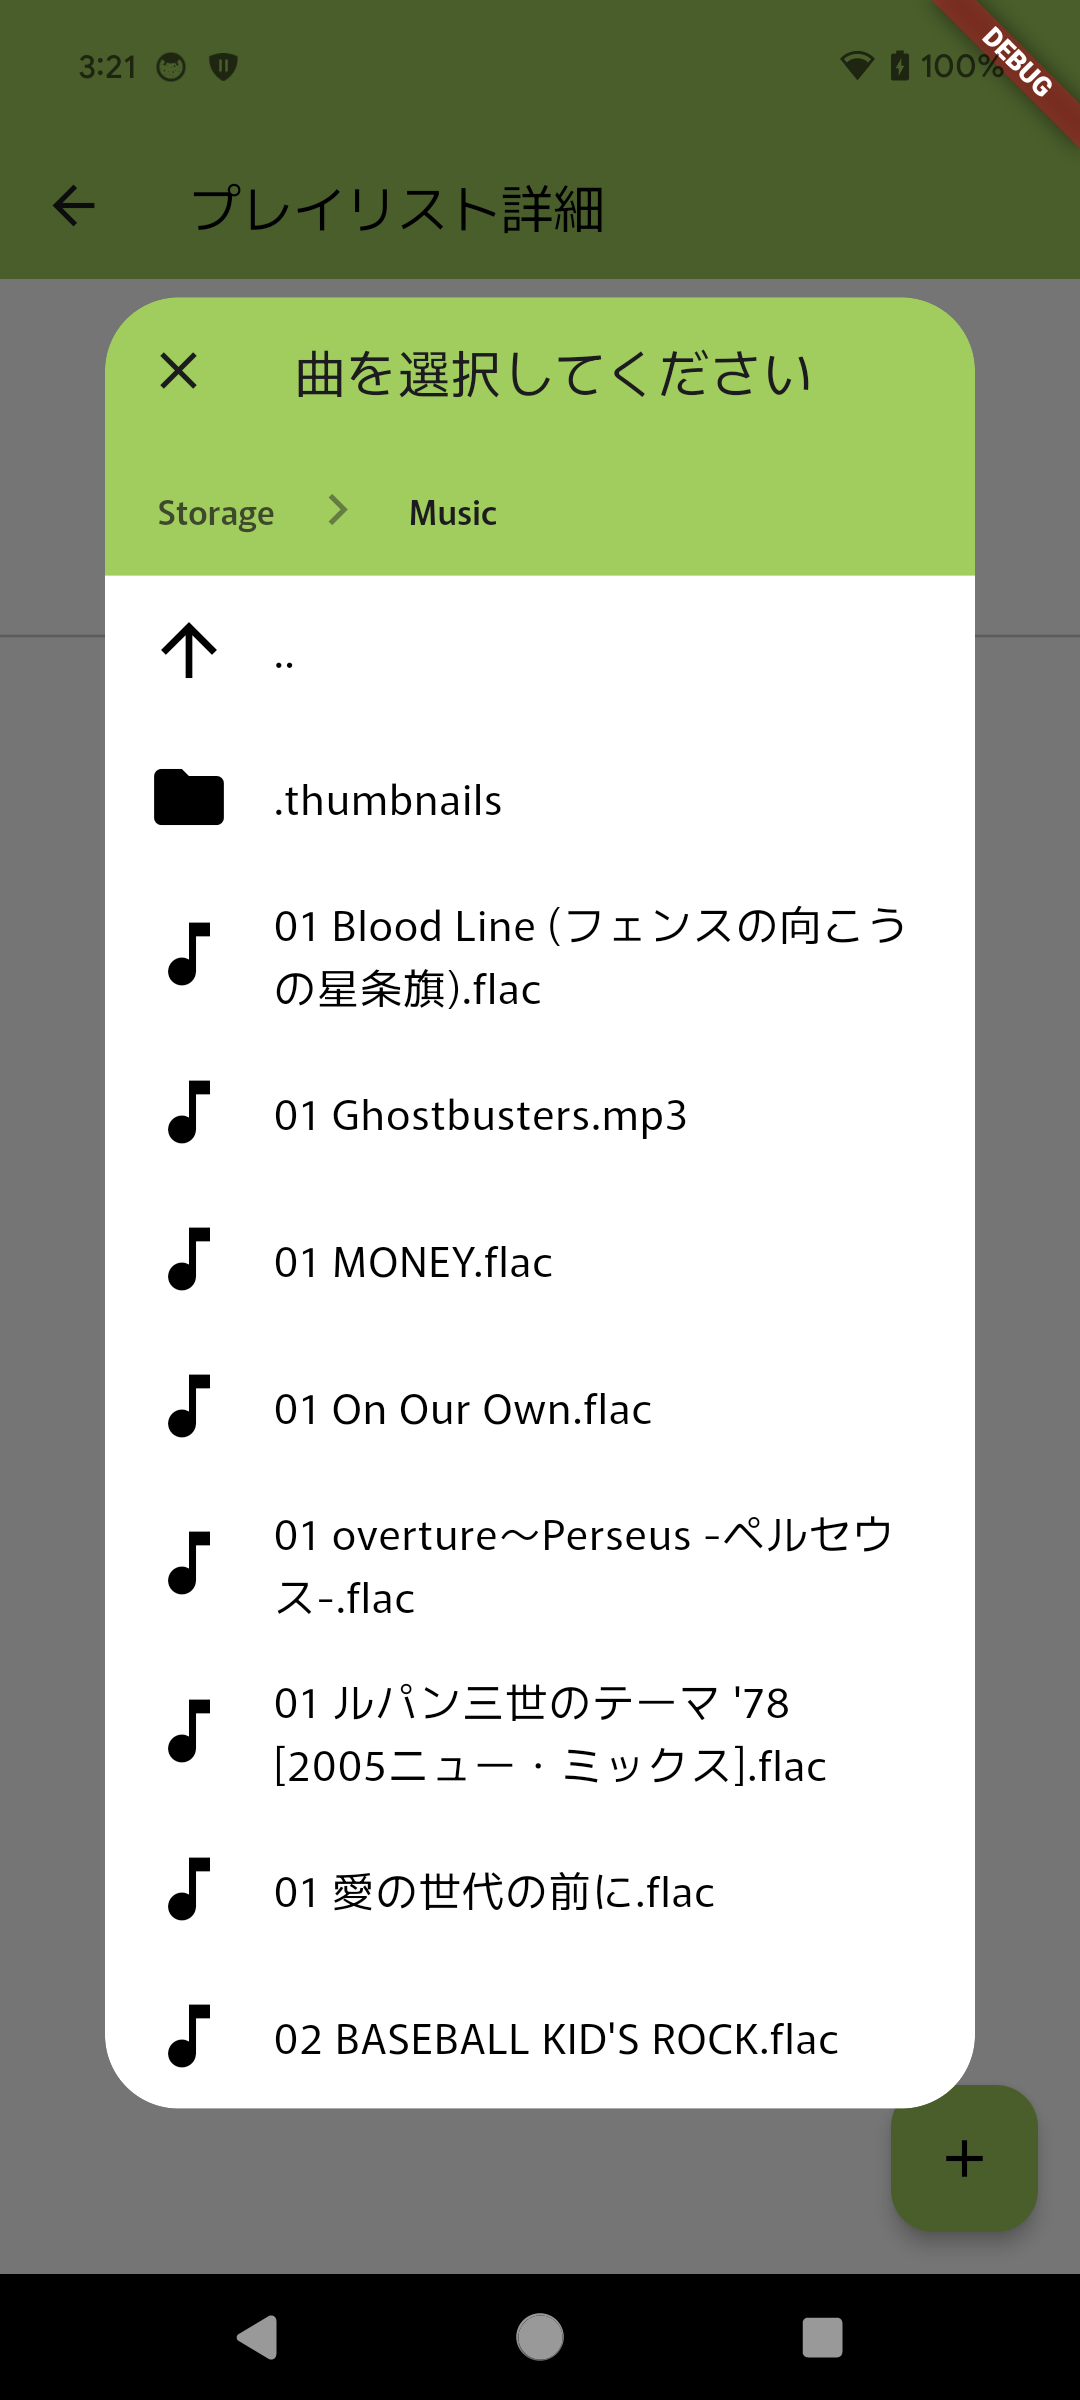 3:21
100%
DEBUG
プレイリスト詳細
曲を選択してください
Storage
Music
..
.thumbnails
01 Blood Line (フェンスの向こう
の星条旗).flac
01 Ghostbusters.mp3
01 MONEY.flac
01 On Our Own.flac
01 overture～Perseus -ペルセウ
ス-.flac
01 ルパン三世のテーマ '78
[2005ニュー・ミックス].flac
01 愛の世代の前に.flac
02 BASEBALL KID'S ROCK.flac